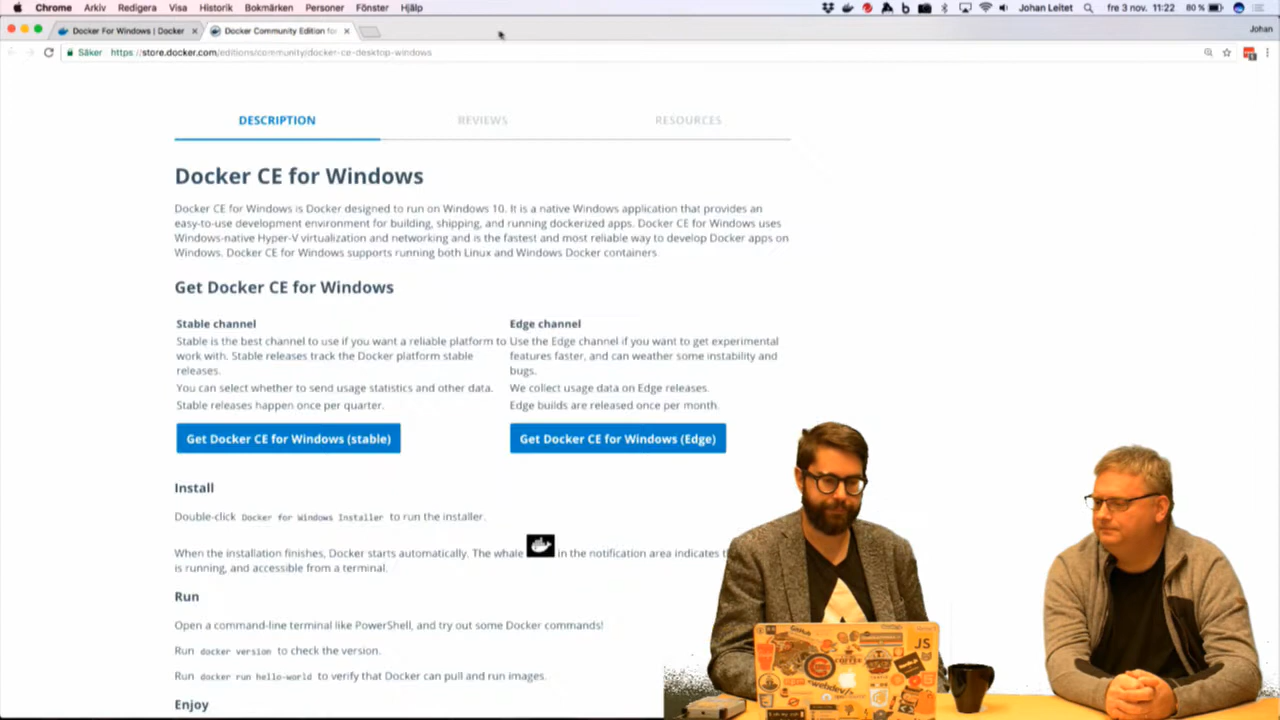 Chrome Arkiv Redigera Visa Historik Bokmärken Personer Fönster Hjälp Johan Leitet fre 3 nov. 11:22 80 %
Docker For Windows | Docker Docker Community Edition fo Johan
Säker https://store.docker.com/editions/community/docker-ce-desktop-windows
DESCRIPTION REVIEWS RESOURCES
Docker CE for Windows
Docker CE for Windows is Docker designed to run on Windows 10. It is a native Windows application that provides an
easy-to-use development environment for building, shipping, and running dockerized apps. Docker CE for Windows uses
Windows-native Hyper-V virtualization and networking and is the fastest and most reliable way to develop Docker apps on
Windows. Docker CE for Windows supports running both Linux and Windows Docker containers
Get Docker CE for Windows
Stable channel
Stable is the best channel to use if you want a reliable platform to
work with. Stable releases track the Docker platform stable
releases.
You can select whether to send usage statistics and other data.
Stable releases happen once per quarter.
Get Docker CE for Windows (stable)
Edge channel
Use the Edge channel if you want to get experimental
features faster, and can weather some instability and
bugs.
We collect usage data on Edge releases.
Edge builds are released once per month.
Get Docker CE for Windows (Edge)
Install
Double-click Docker for Windows Installer to run the installer.
When the installation finishes, Docker starts automatically. The whale in the notification area indicates
is running, and accessible from a terminal.
Run
Open a command-line terminal like PowerShell, and try out some Docker commands!
Run docker version to check the version.
Run docker run hello-world to verify that Docker can pull and run images.
Enjoy
JS
COFFEE
webdev/>